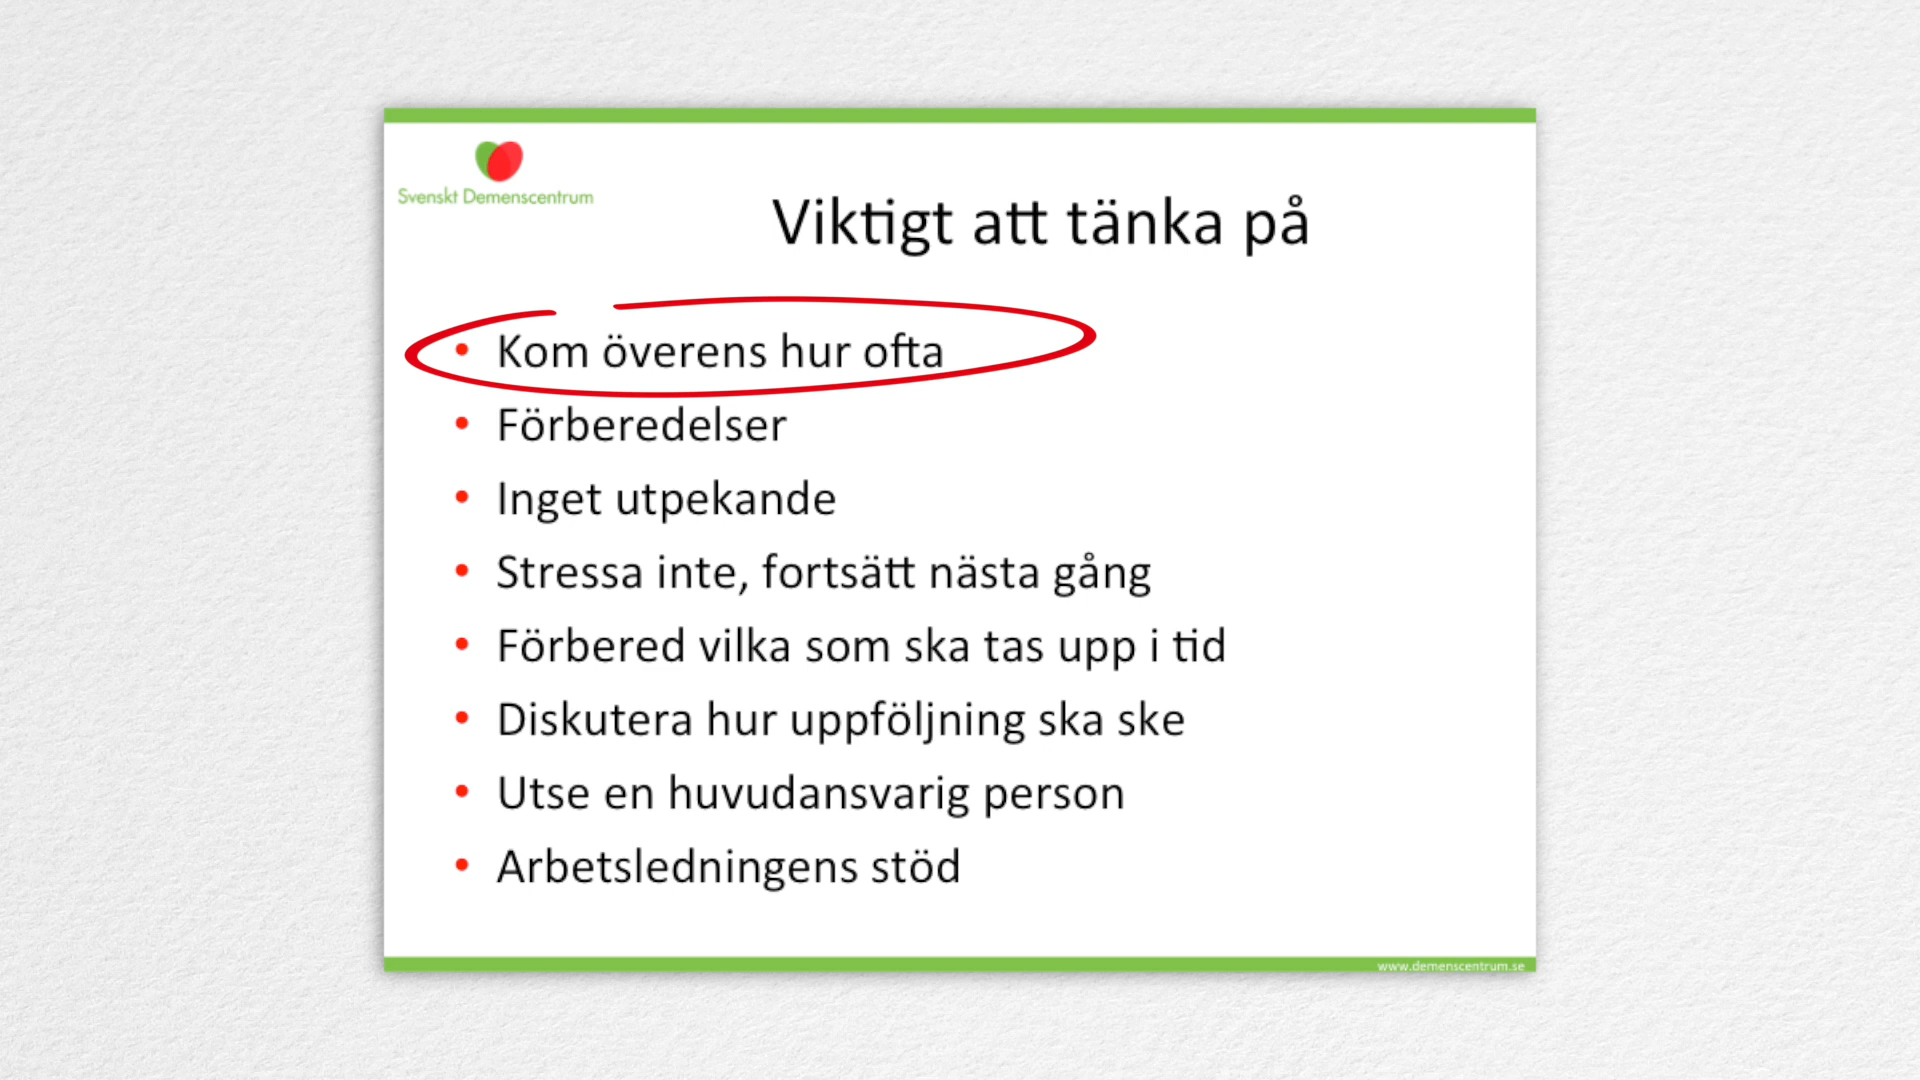 Svenskt Demenscentrum
Viktigt att tänka på
• Kom överens hur ofta
• Förberedelser
• Inget utpekande
• Stressa inte, fortsätt nästa gång
• Förbered vilka som ska tas upp i tid
• Diskutera hur uppföljning ska ske
• Utse en huvudansvarig person
• Arbetsledningens stöd
www.demenscentrum.se